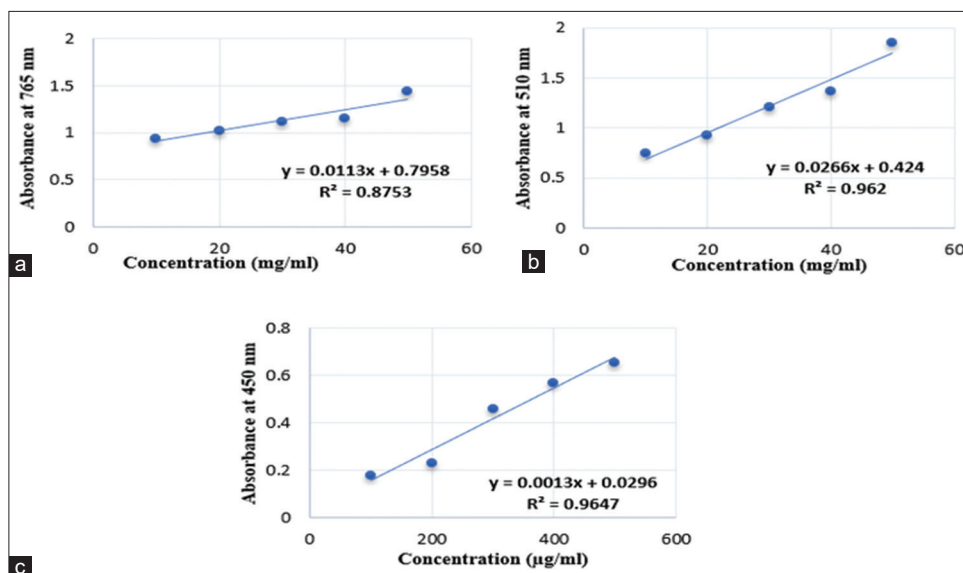 Absorbance at 765 nm
2
1.5
1
0.5
0
y = 0.0113x + 0.7958
R² = 0.8753
0 20 40 60
Concentration (mg/ml)
a
Absorbance at 510 nm
2
1.5
1
0.5
0
y = 0.0266x + 0.424
R² = 0.962
0 20 40 60
Concentration (mg/ml)
b
Absorbance at 450 nm
0.8
0.6
0.4
0.2
0
y = 0.0013x + 0.0296
R² = 0.9647
0 200 400 600
Concentration (µg/ml)
c